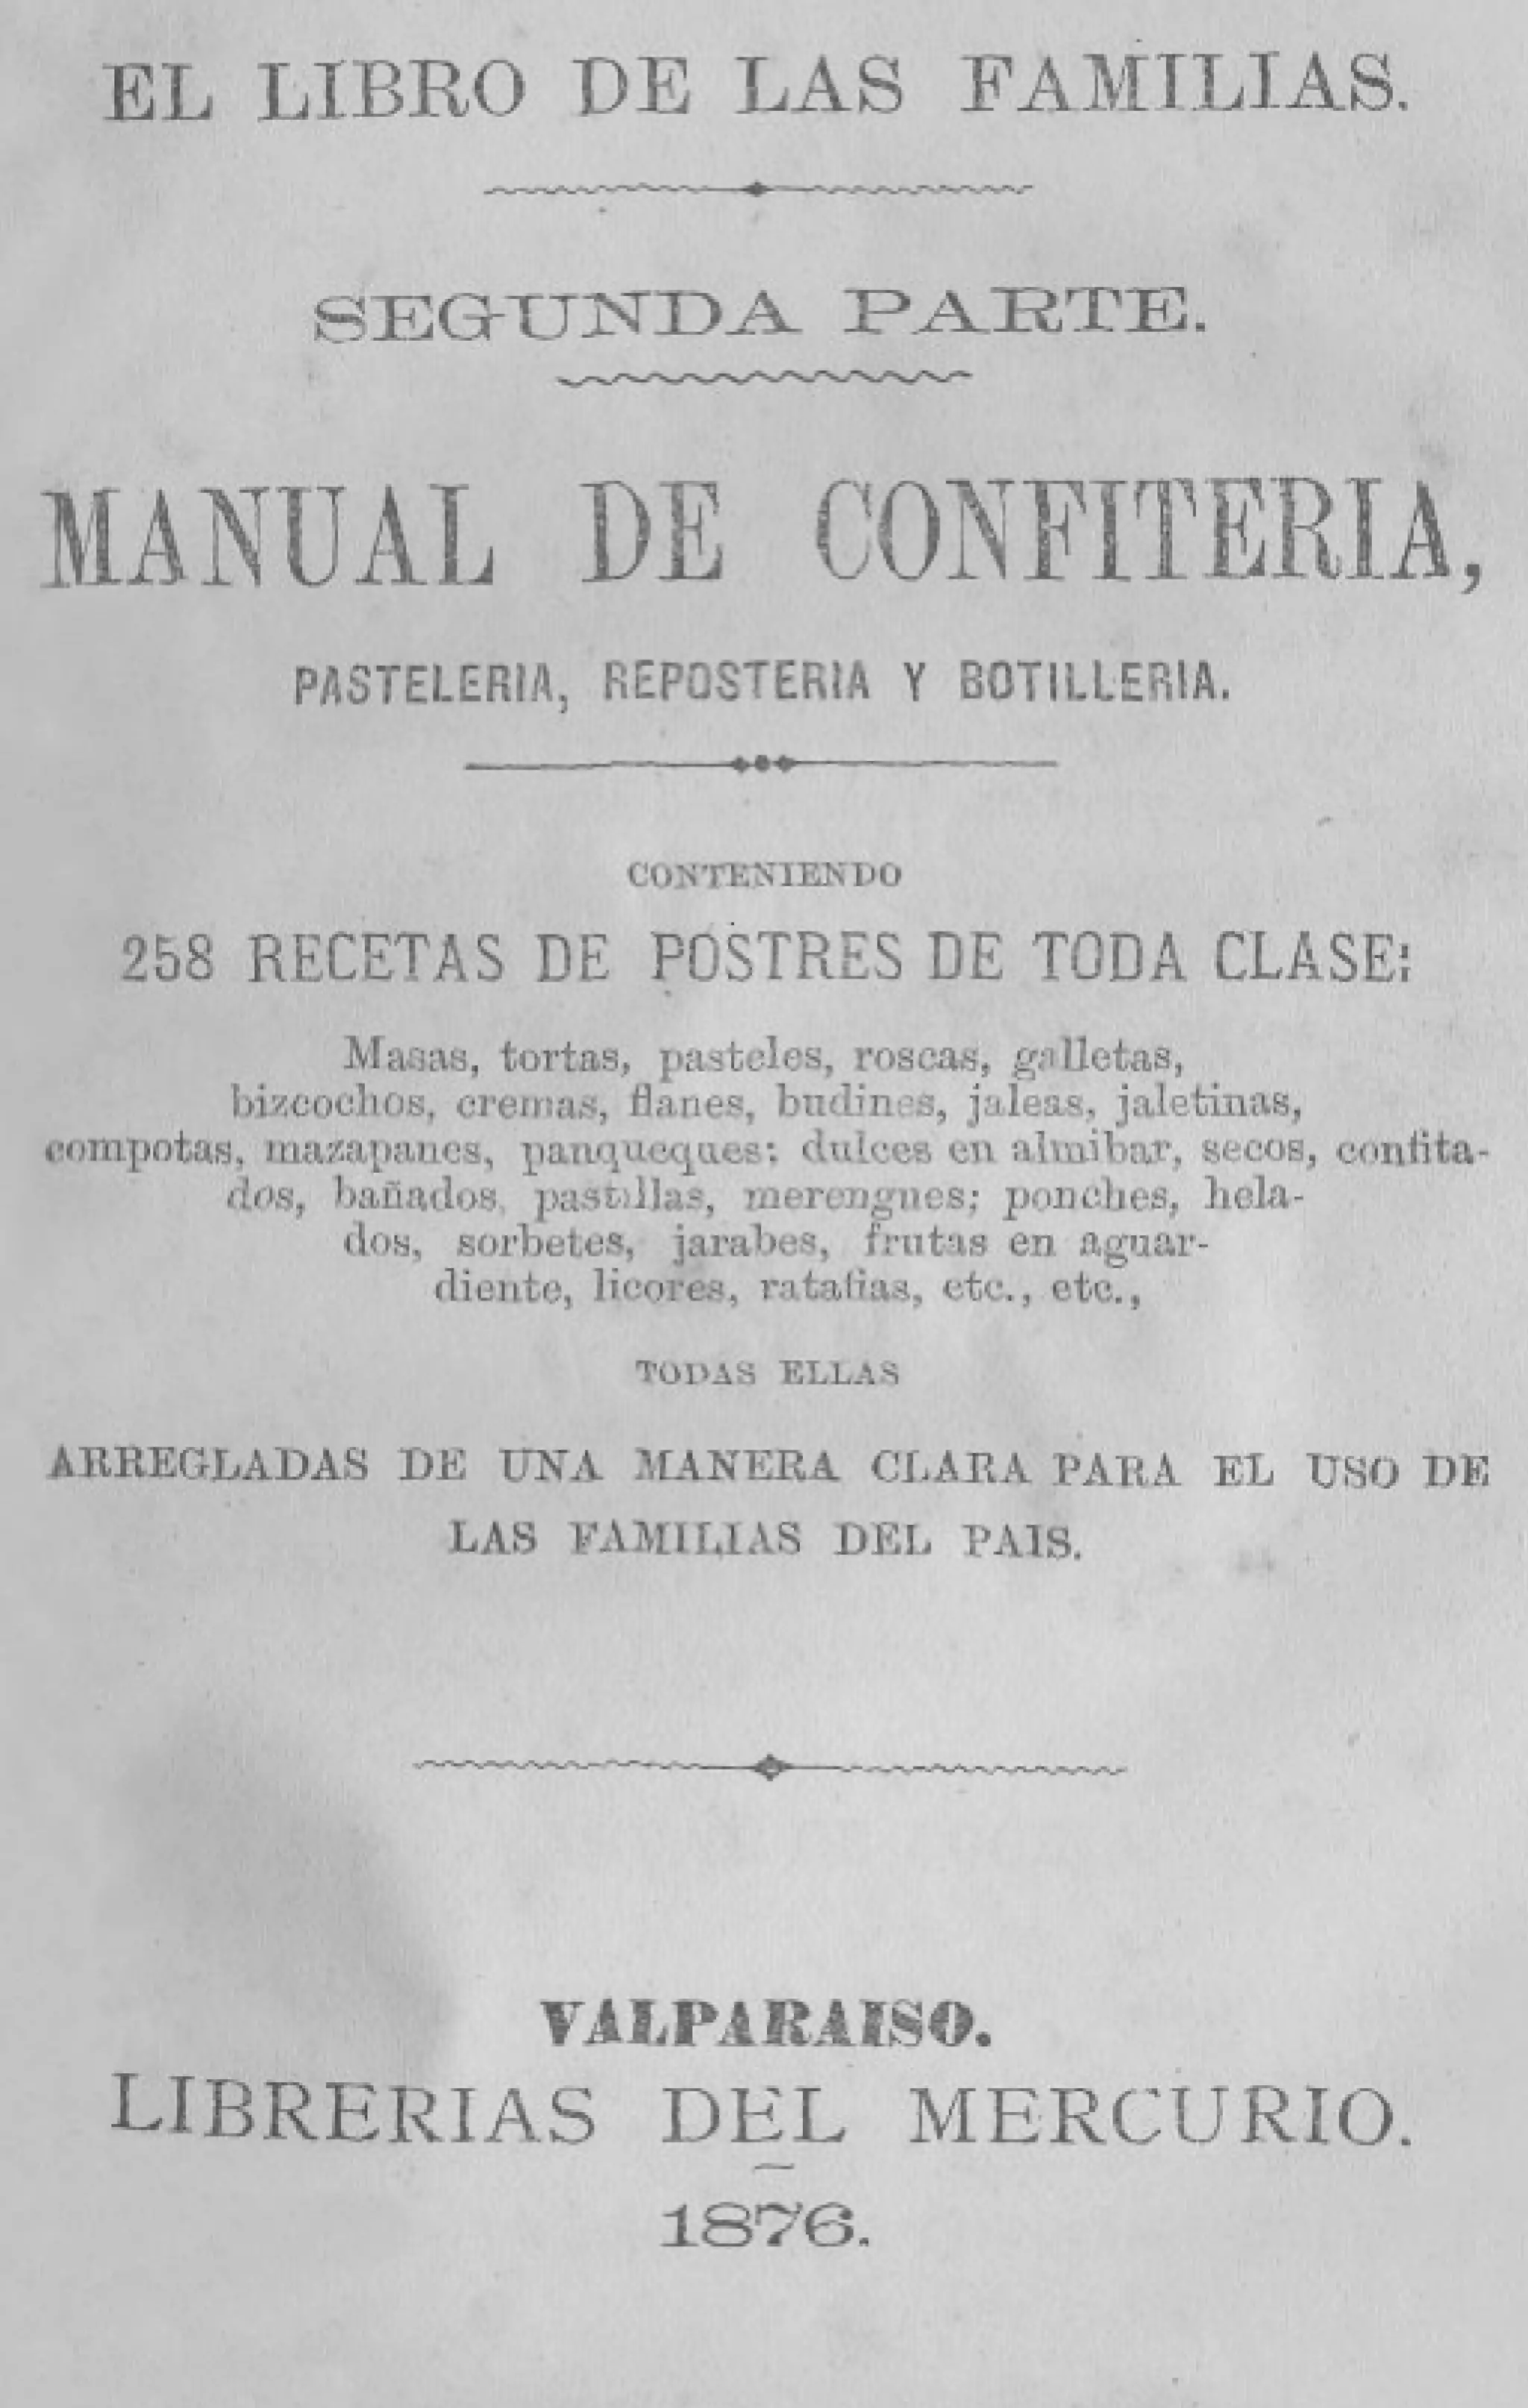 EL LIBRO DE LAS FAMILIAS.
SEGUNDA PARTE.
MANUAL DE CONFITERIA,
PASTELERIA, REPOSTERIA Y BOTILLERIA.
CONTENIENDO
258 RECETAS DE POSTRES DE TODA CLASE:
Masas, tortas, pasteles, roscas, galletas,
bizcochos, cremas, flanes, budines, jaleas, jaletinas,
compotas, mazapanes, panqueques; dulces en almibar, secos, confita-
dos, bañados, pastillas, merengues; ponches, hela-
dos, sorbetes, jarabes, frutas en aguar-
diente, licores, ratafias, etc., etc.,
TODAS ELLAS
ARREGLADAS DE UNA MANERA CLARA PARA EL USO DE
LAS FAMILIAS DEL PAIS.
VALPARAISO.
LIBRERIAS DEL MERCURIO.
1876.